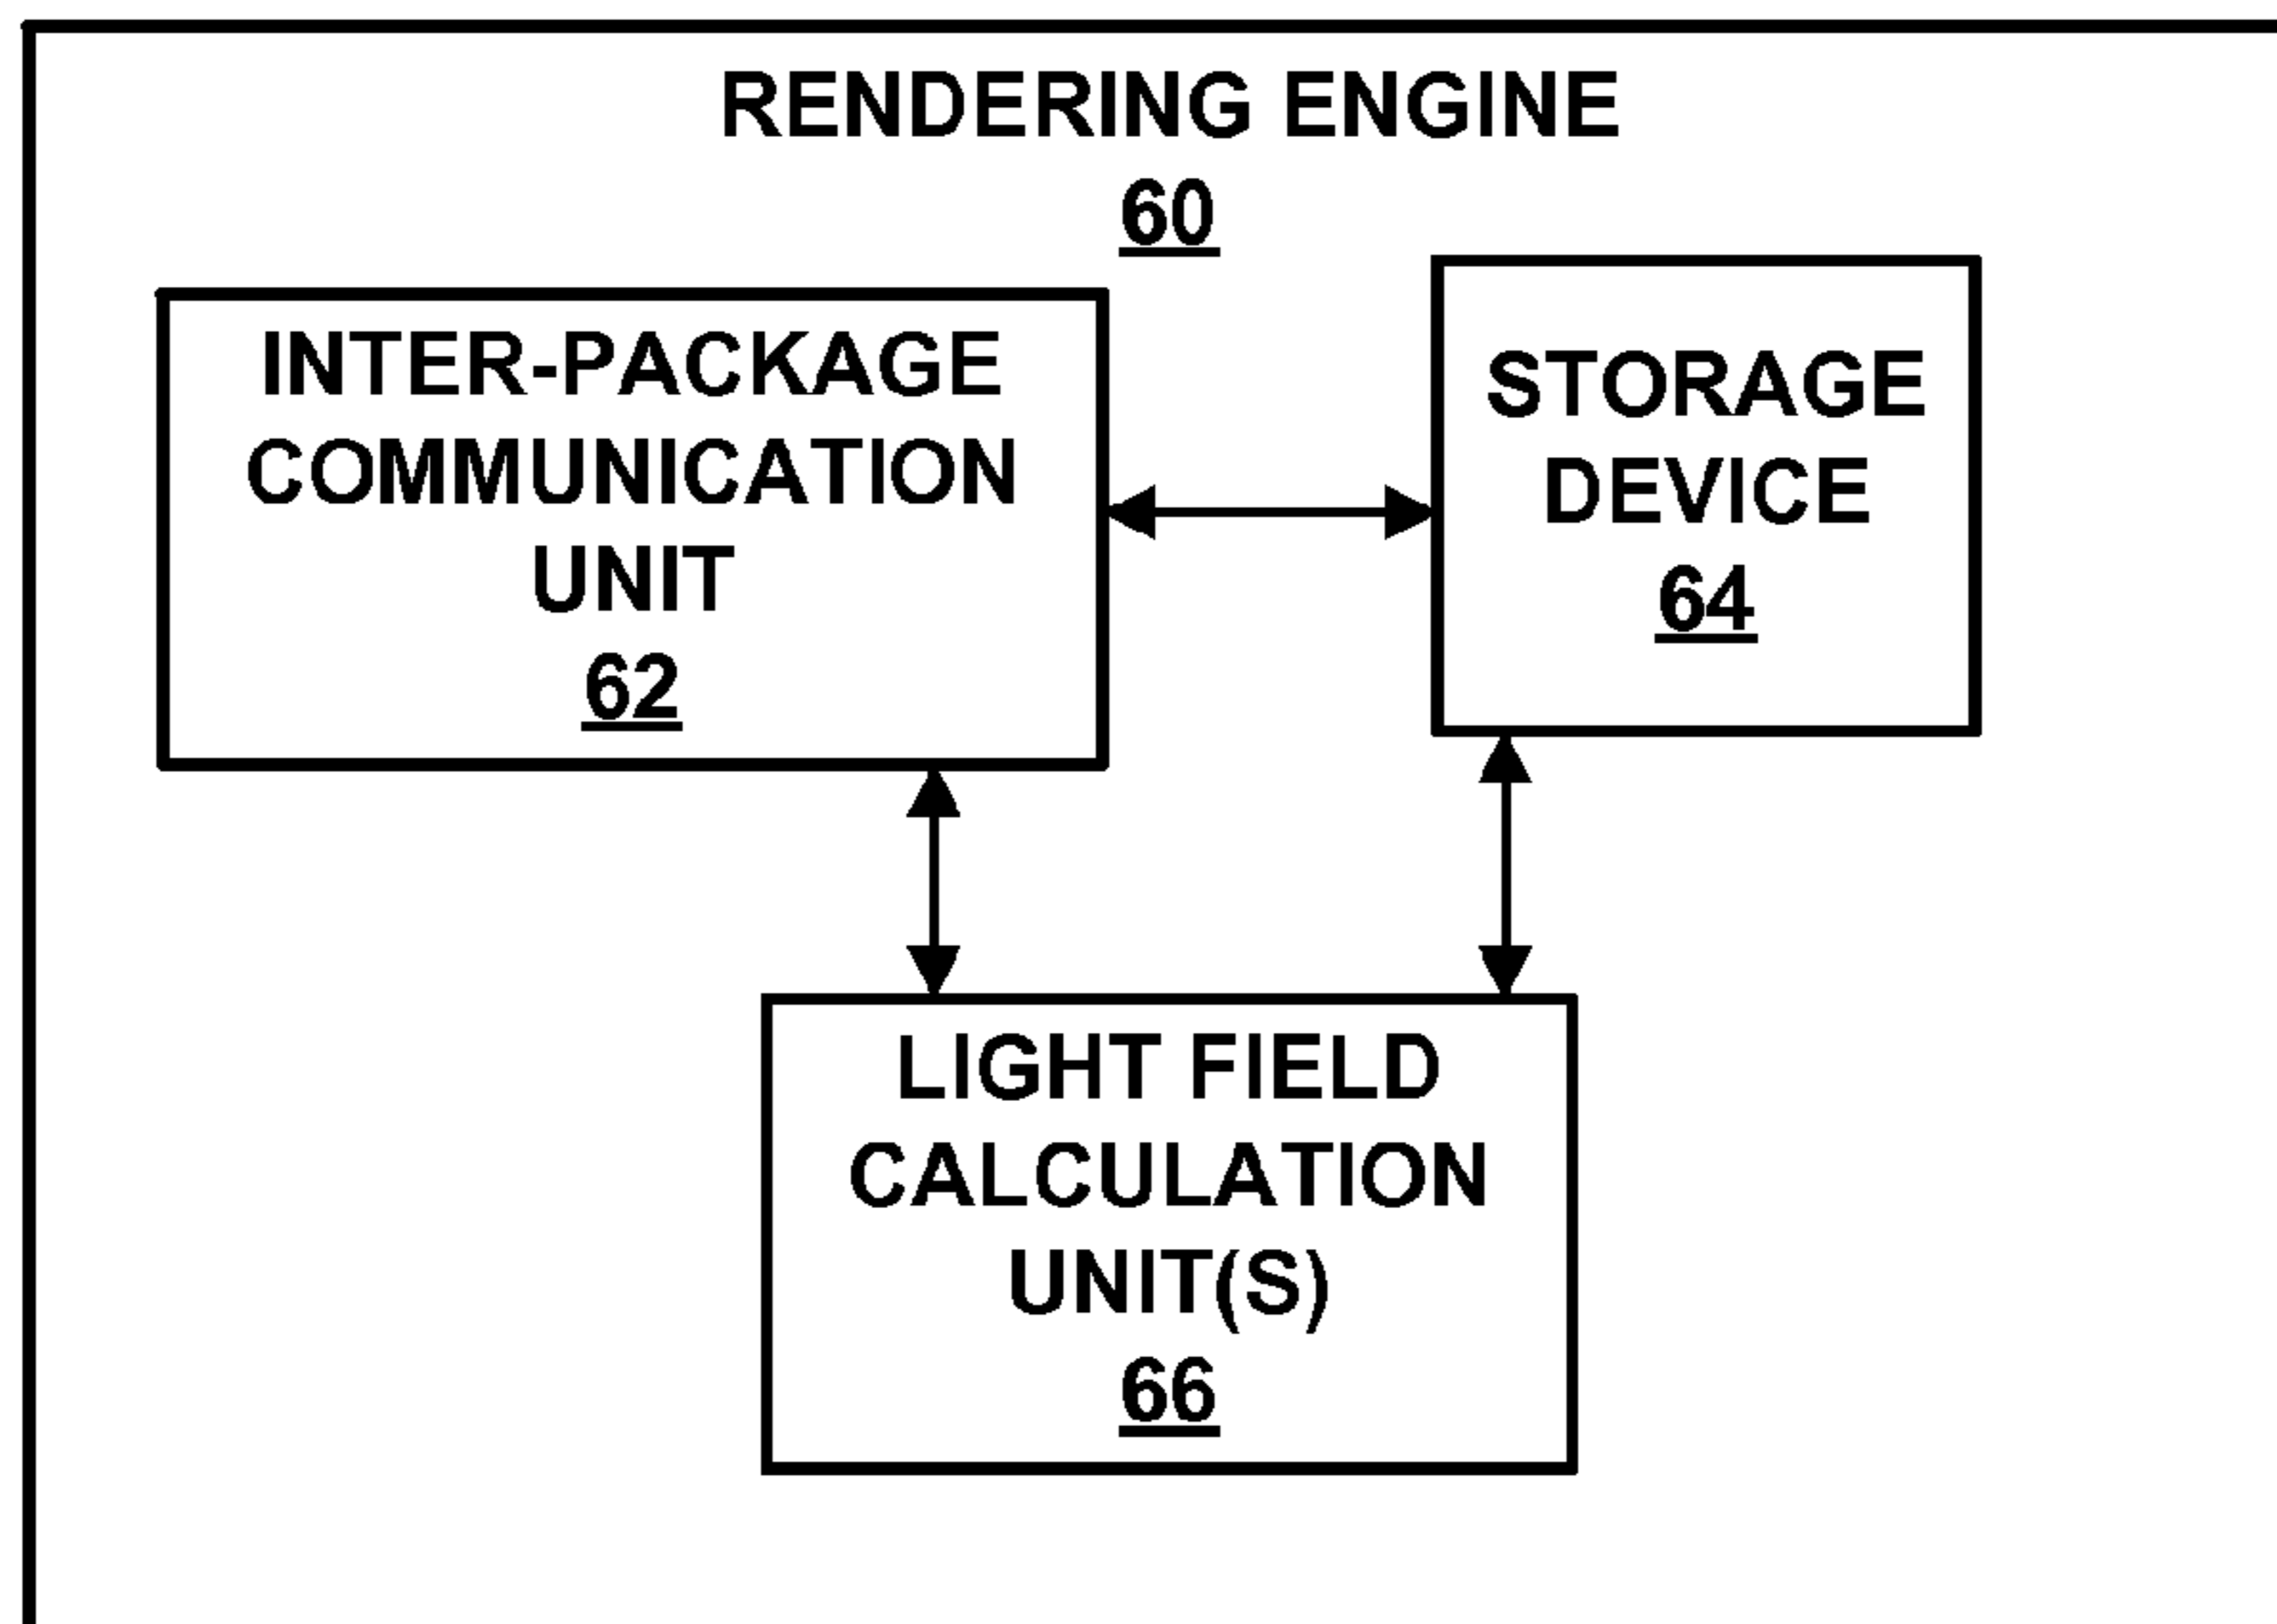 RENDERING ENGINE
60
INTER-PACKAGE
COMMUNICATION
UNIT
62
STORAGE
DEVICE
64
LIGHT FIELD
CALCULATION
UNIT(S)
66